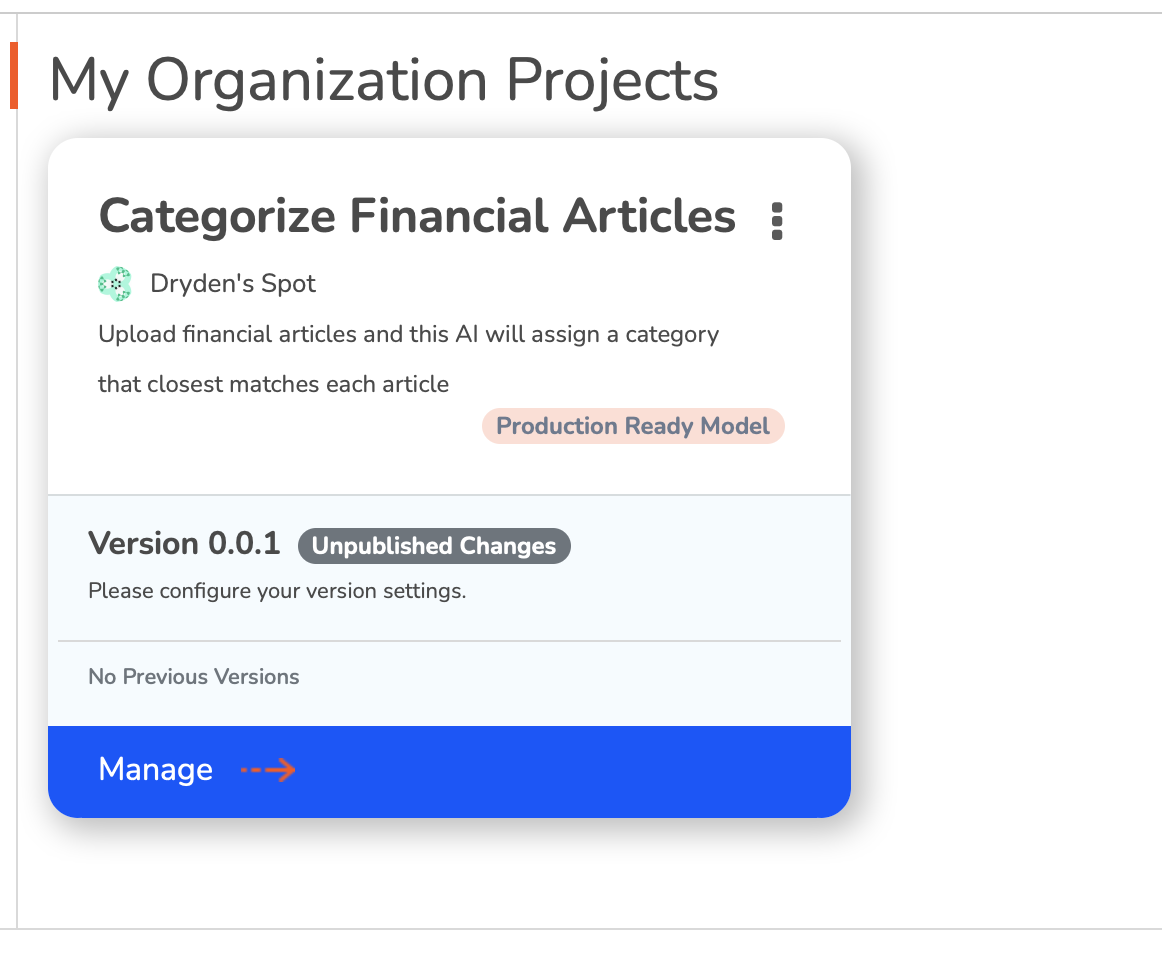 My Organization Projects
Categorize Financial Articles
Dryden's Spot
Upload financial articles and this AI will assign a category
that closest matches each article
Production Ready Model
Version 0.0.1 Unpublished Changes
Please configure your version settings.
No Previous Versions
Manage